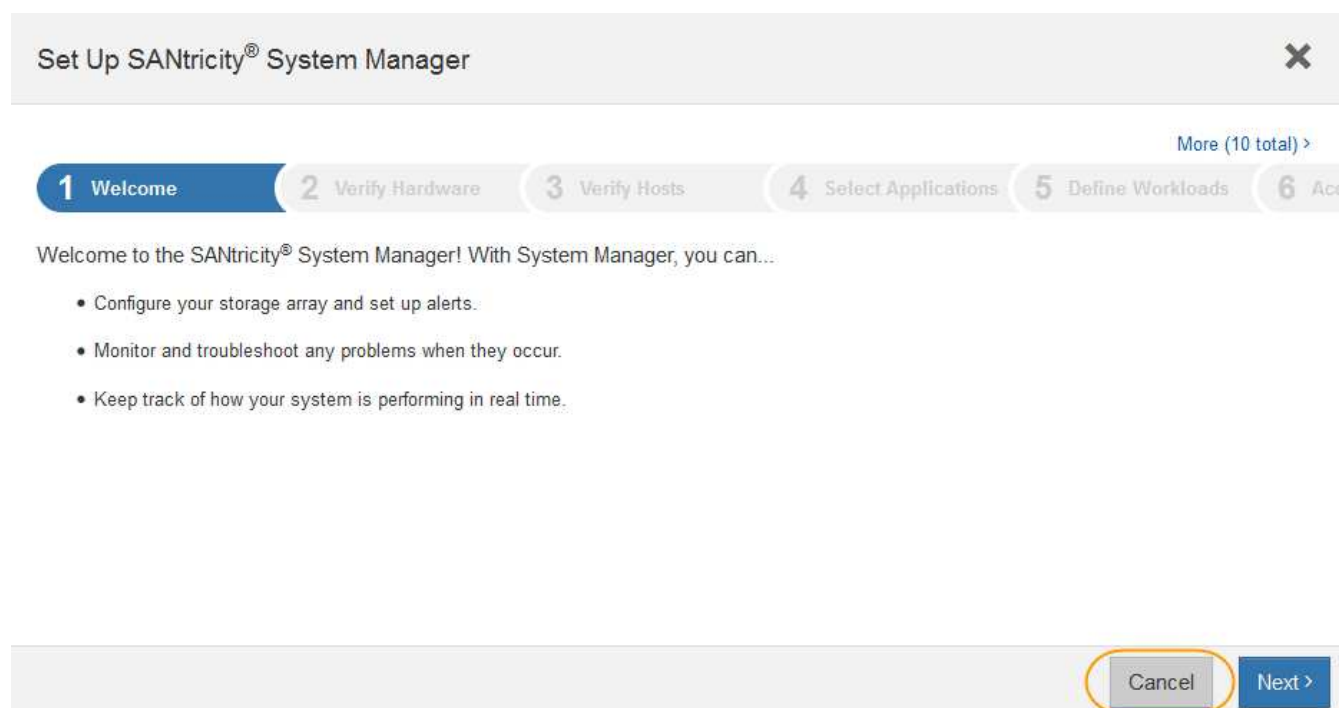 Set Up SANtricity® System Manager
More (10 total) >
1 Welcome
2 Verify Hardware
3 Verify Hosts
4 Select Applications
5 Define Workloads
6 Acc
Welcome to the SANtricity® System Manager! With System Manager, you can...
• Configure your storage array and set up alerts.
• Monitor and troubleshoot any problems when they occur.
• Keep track of how your system is performing in real time.
Cancel
Next >